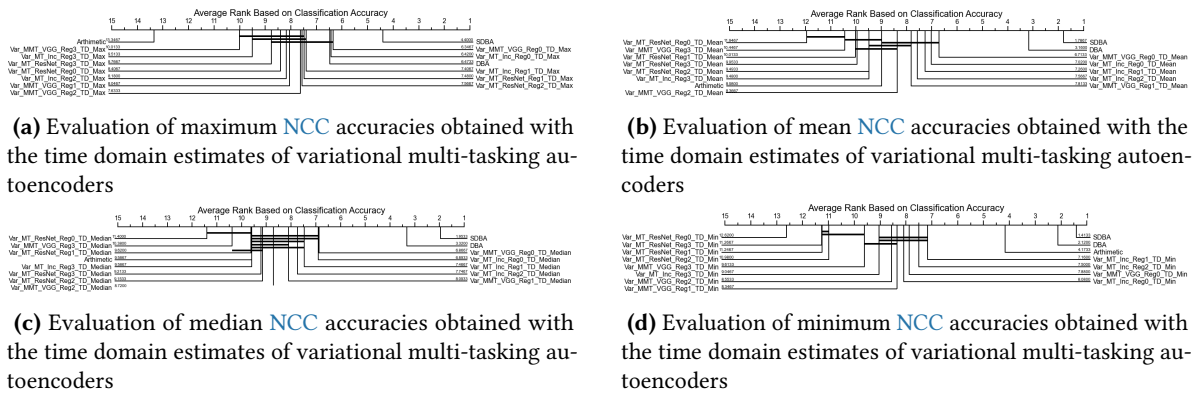 Average Rank Based on Classification Accuracy
15 14 13 12 11 10 9 8 7 6 5 4 3 2 1
Arthimetic
Var_MMT_VGG_Reg3_TD_Max
Var_MT_Inc_Reg3_TD_Max
Var_MT_ResNet_Reg3_TD_Max
Var_MT_ResNet_Reg0_TD_Max
Var_MT_Inc_Reg2_TD_Max
Var_MMT_VGG_Reg1_TD_Max
Var_MMT_VGG_Reg2_TD_Max
SDBA
Var_MMT_VGG_Reg0_TD_Max
Var_MT_Inc_Reg0_TD_Max
DBA
Var_MT_Inc_Reg1_TD_Max
Var_MT_ResNet_Reg1_TD_Max
Var_MT_ResNet_Reg2_TD_Max
(a) Evaluation of maximum NCC accuracies obtained with
the time domain estimates of variational multi-tasking au-
toencoders
Average Rank Based on Classification Accuracy
15 14 13 12 11 10 9 8 7 6 5 4 3 2 1
Var_MT_ResNet_Reg0_TD_Mean
Var_MMT_VGG_Reg3_TD_Mean
Var_MT_ResNet_Reg1_TD_Mean
Var_MT_ResNet_Reg2_TD_Mean
Var_MT_ResNet_Reg3_TD_Mean
Var_MT_Inc_Reg3_TD_Mean
Arthimetic
Var_MMT_VGG_Reg2_TD_Mean
SDBA
DBA
Var_MMT_VGG_Reg0_TD_Mean
Var_MT_Inc_Reg0_TD_Mean
Var_MT_Inc_Reg1_TD_Mean
Var_MT_Inc_Reg2_TD_Mean
Var_MMT_VGG_Reg1_TD_Mean
(b) Evaluation of mean NCC accuracies obtained with the
time domain estimates of variational multi-tasking autoen-
coders
Average Rank Based on Classification Accuracy
15 14 13 12 11 10 9 8 7 6 5 4 3 2 1
Var_MT_ResNet_Reg0_TD_Median
Var_MMT_VGG_Reg3_TD_Median
Var_MT_ResNet_Reg1_TD_Median
Arthimetic
Var_MT_Inc_Reg3_TD_Median
Var_MT_ResNet_Reg3_TD_Median
Var_MT_ResNet_Reg2_TD_Median
Var_MMT_VGG_Reg2_TD_Median
SDBA
DBA
Var_MMT_VGG_Reg0_TD_Median
Var_MT_Inc_Reg0_TD_Median
Var_MT_Inc_Reg1_TD_Median
Var_MT_Inc_Reg2_TD_Median
Var_MMT_VGG_Reg1_TD_Median
(c) Evaluation of median NCC accuracies obtained with
the time domain estimates of variational multi-tasking au-
toencoders
Average Rank Based on Classification Accuracy
15 14 13 12 11 10 9 8 7 6 5 4 3 2 1
Var_MT_ResNet_Reg0_TD_Min
Var_MT_ResNet_Reg3_TD_Min
Var_MT_ResNet_Reg1_TD_Min
Var_MT_ResNet_Reg2_TD_Min
Var_MMT_VGG_Reg3_TD_Min
Var_MT_Inc_Reg3_TD_Min
Var_MMT_VGG_Reg2_TD_Min
Var_MMT_VGG_Reg1_TD_Min
SDBA
DBA
Arthimetic
Var_MT_Inc_Reg1_TD_Min
Var_MT_Inc_Reg2_TD_Min
Var_MMT_VGG_Reg0_TD_Min
Var_MT_Inc_Reg0_TD_Min
(d) Evaluation of minimum NCC accuracies obtained with
the time domain estimates of variational multi-tasking au-
toencoders